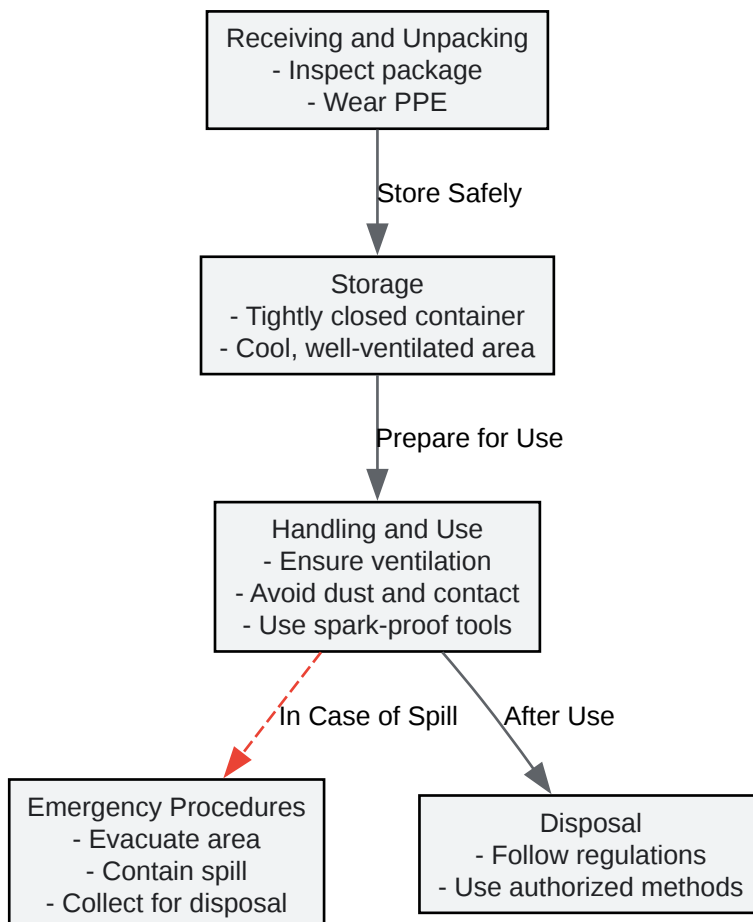 Receiving and Unpacking
- Inspect package
- Wear PPE
Store Safely
Storage
- Tightly closed container
- Cool, well-ventilated area
Prepare for Use
Handling and Use
- Ensure ventilation
- Avoid dust and contact
- Use spark-proof tools
In Case of Spill
After Use
Emergency Procedures
- Evacuate area
- Contain spill
- Collect for disposal
Disposal
- Follow regulations
- Use authorized methods